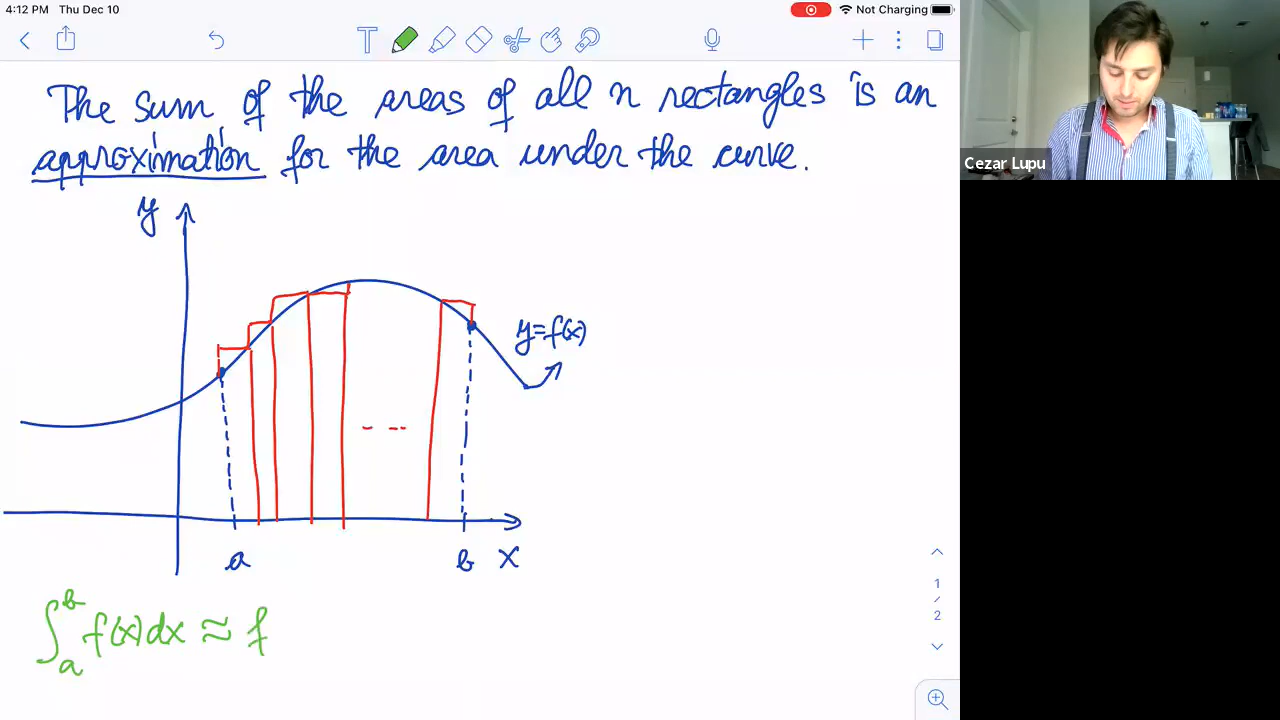 4:12 PM Thu Dec 10
Not Charging
T
The sum of the areas of all n rectangles is an
approximation for the area under the curve.
Cezar Lupu
y
y=f(x)
a
b
x
1
/
2
∫_a^b f(x)dx ≈ f